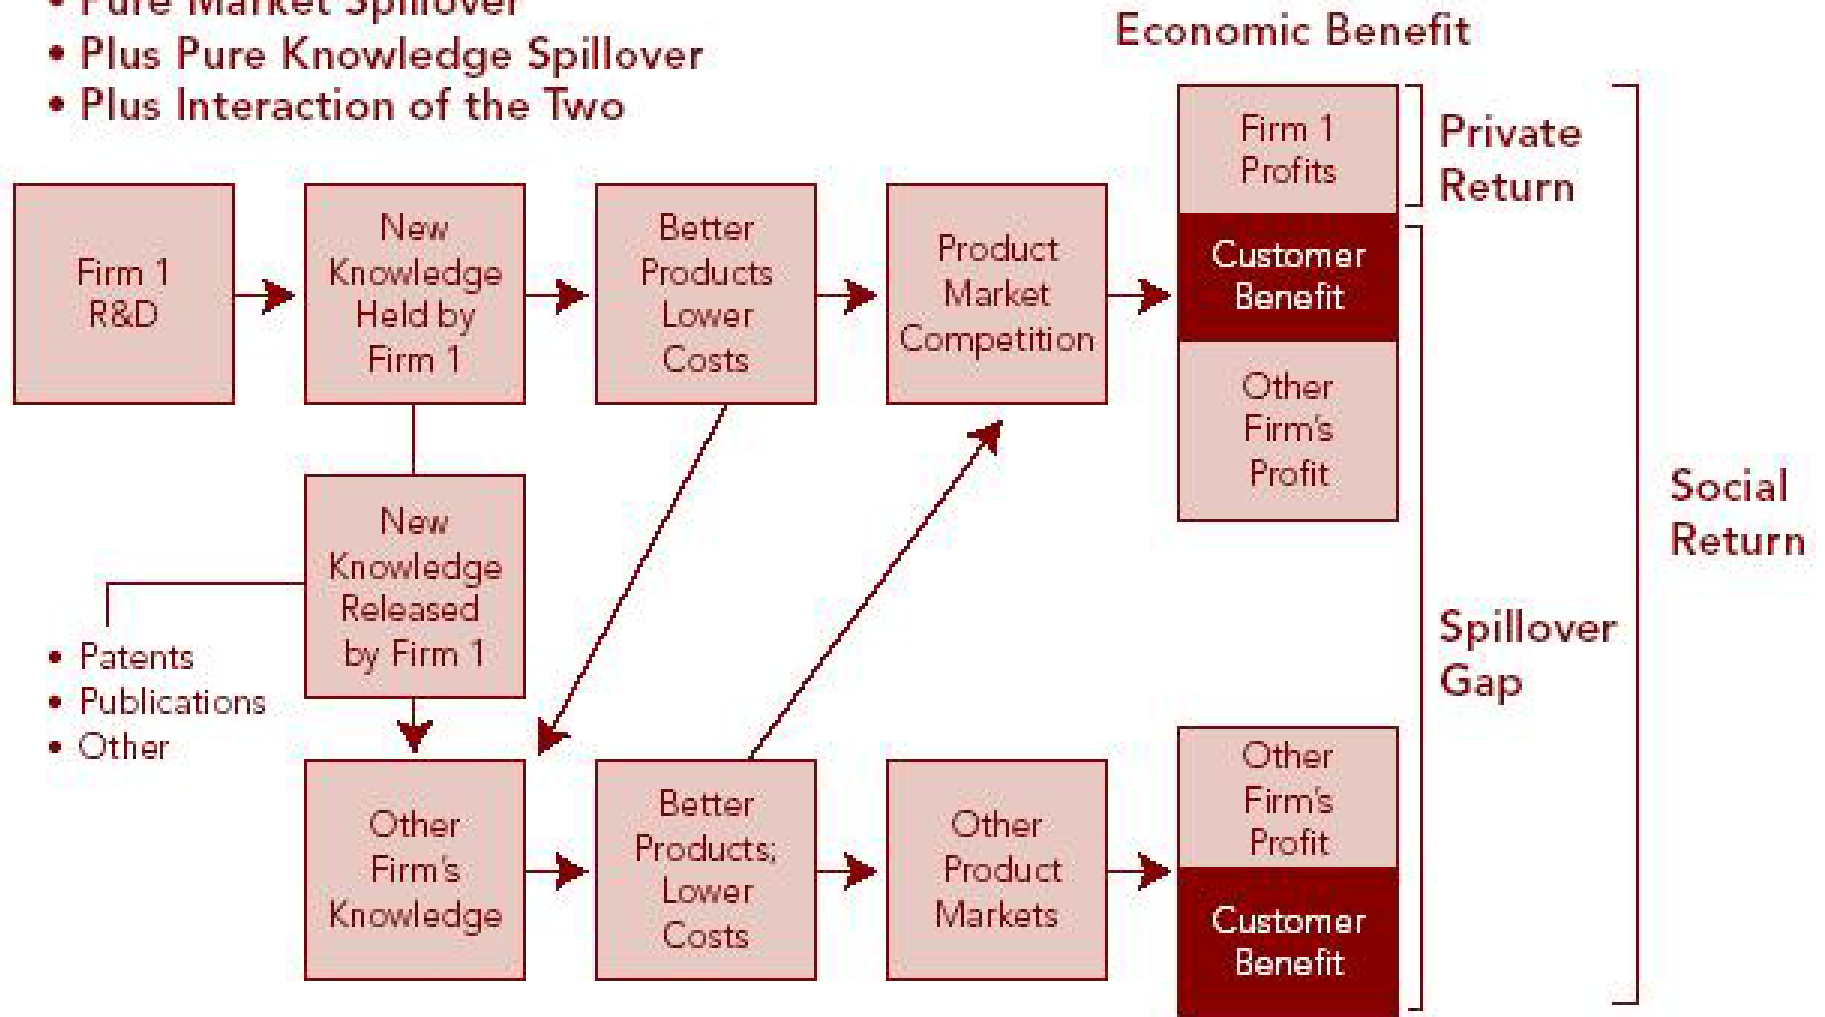 • Pure Market Spillover
• Plus Pure Knowledge Spillover
• Plus Interaction of the Two
Economic Benefit
Firm 1
R&D
New
Knowledge
Held by
Firm 1
Better
Products
Lower
Costs
Product
Market
Competition
Firm 1
Profits
Customer
Benefit
Other
Firm's
Profit
Private
Return
New
Knowledge
Released
by Firm 1
• Patents
• Publications
• Other
Other
Firm's
Knowledge
Better
Products;
Lower
Costs
Other
Product
Markets
Other
Firm's
Profit
Customer
Benefit
Spillover
Gap
Social
Return